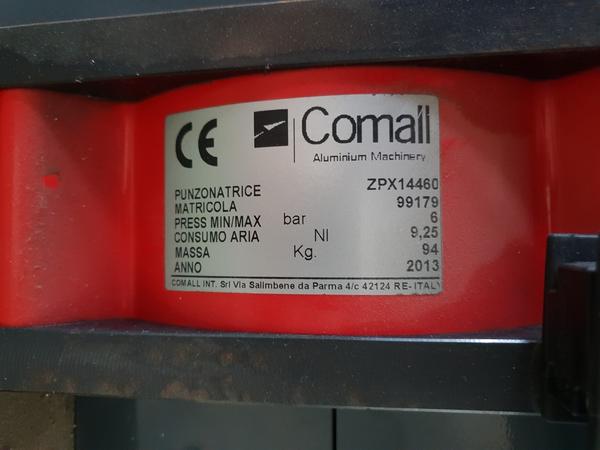 CE Comall
Aluminium Machinery
PUNZONATRICE ZPX14460
MATRICOLA 99179
PRESS MIN/MAX bar 6
CONSUMO ARIA Nl 9,25
MASSA Kg. 94
ANNO 2013
COMALL INT. Srl Via Salimbene da Parma 4/c 42124 RE-ITALY